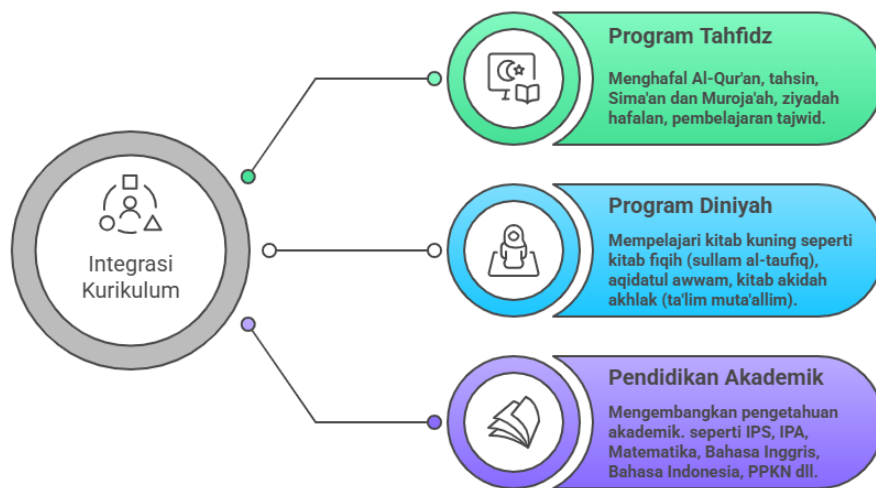 Integrasi
Kurikulum
Program Tahfidz
Menghafal Al-Qur'an, tahsin,
Sima'an dan Muroja'ah, ziyadah
hafalan, pembelajaran tajwid.
Program Diniyah
Mempelajari kitab kuning seperti
kitab fiqih (sullam al-taufiq),
aqidatul awwam, kitab akidah
akhlak (ta'lim muta'allim).
Pendidikan Akademik
Mengembangkan pengetahuan
akademik. seperti IPS, IPA,
Matematika, Bahasa Inggris,
Bahasa Indonesia, PPKN dll.